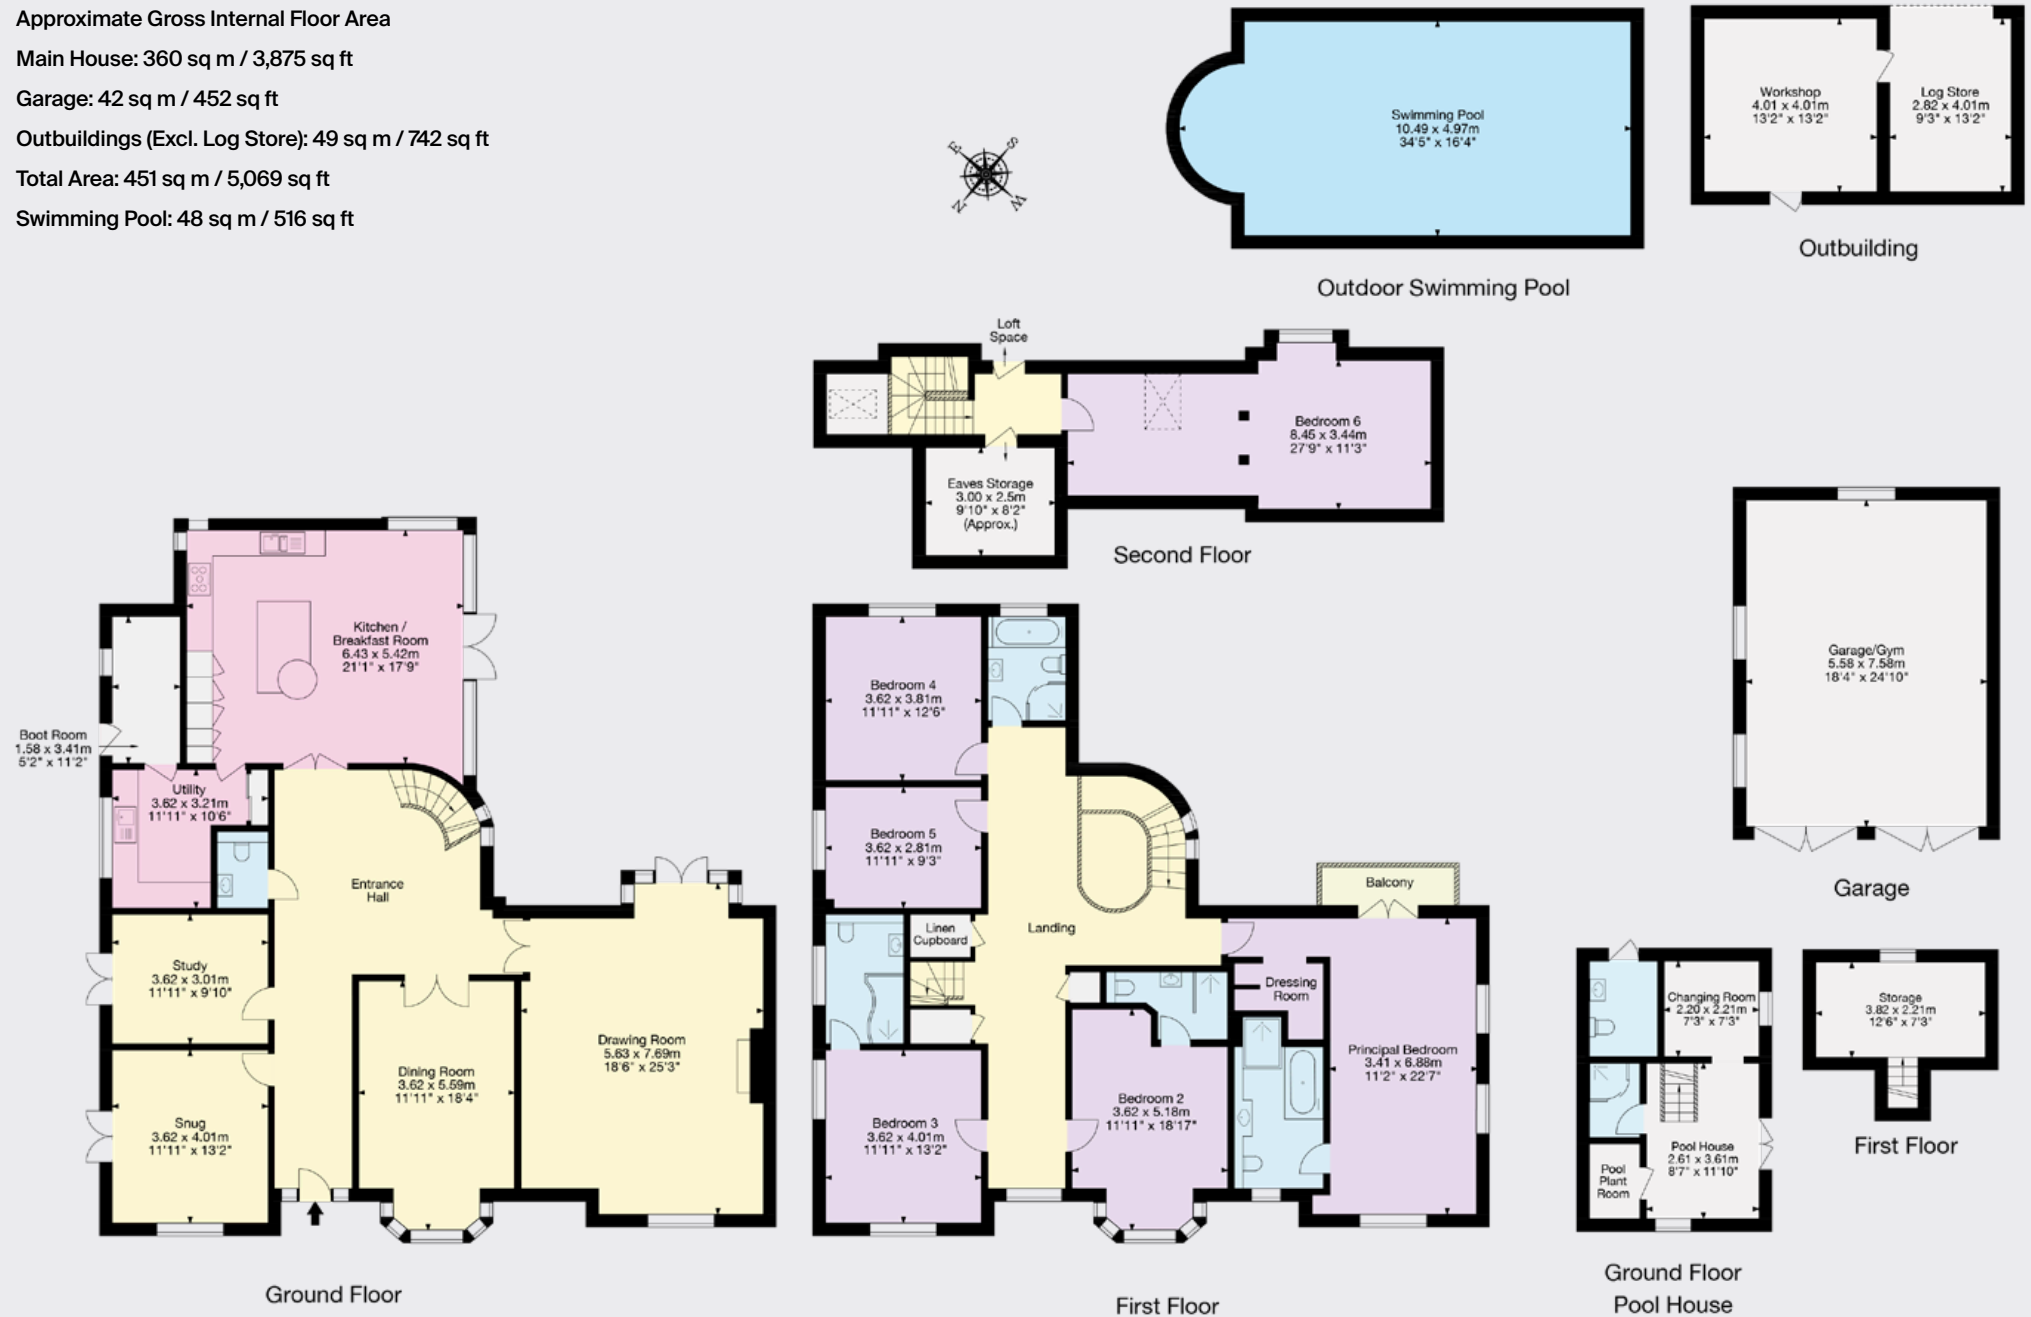 Approximate Gross Internal Floor Area
Main House: 360 sq m / 3,875 sq ft
Garage: 42 sq m / 452 sq ft
Outbuildings (Excl. Log Store): 49 sq m / 742 sq ft
Total Area: 451 sq m / 5,069 sq ft
Swimming Pool: 48 sq m / 516 sq ft
E
S
N
W
Swimming Pool
10.49 x 4.97m
34'5" x 16'4"
Outdoor Swimming Pool
Workshop
4.01 x 4.01m
13'2" x 13'2"
Log Store
2.82 x 4.01m
9'3" x 13'2"
Outbuilding
Loft
Space
Bedroom 6
8.45 x 3.44m
27'9" x 11'3"
Eaves Storage
3.00 x 2.5m
9'10" x 8'2"
(Approx.)
Second Floor
Kitchen /
Breakfast Room
6.43 x 5.42m
21'1" x 17'9"
Boot Room
1.58 x 3.41m
5'2" x 11'2"
Utility
3.62 x 3.21m
11'11" x 10'6"
Entrance
Hall
Study
3.62 x 3.01m
11'11" x 9'10"
Snug
3.62 x 4.01m
11'11" x 13'2"
Dining Room
3.62 x 5.59m
11'11" x 18'4"
Drawing Room
5.63 x 7.69m
18'6" x 25'3"
Ground Floor
Bedroom 4
3.62 x 3.81m
11'11" x 12'6"
Bedroom 5
3.62 x 2.81m
11'11" x 9'3"
Linen
Cupboard
Landing
Balcony
Dressing
Room
Principal Bedroom
3.41 x 6.88m
11'2" x 22'7"
Bedroom 2
3.62 x 5.18m
11'11" x 18'17"
Bedroom 3
3.62 x 4.01m
11'11" x 13'2"
First Floor
Garage/Gym
5.58 x 7.58m
18'4" x 24'10"
Garage
Changing Room
2.20 x 2.21m
7'3" x 7'3"
Pool House
2.61 x 3.61m
8'7" x 11'10"
Pool
Plant
Room
Ground Floor
Pool House
Storage
3.82 x 2.21m
12'6" x 7'3"
First Floor